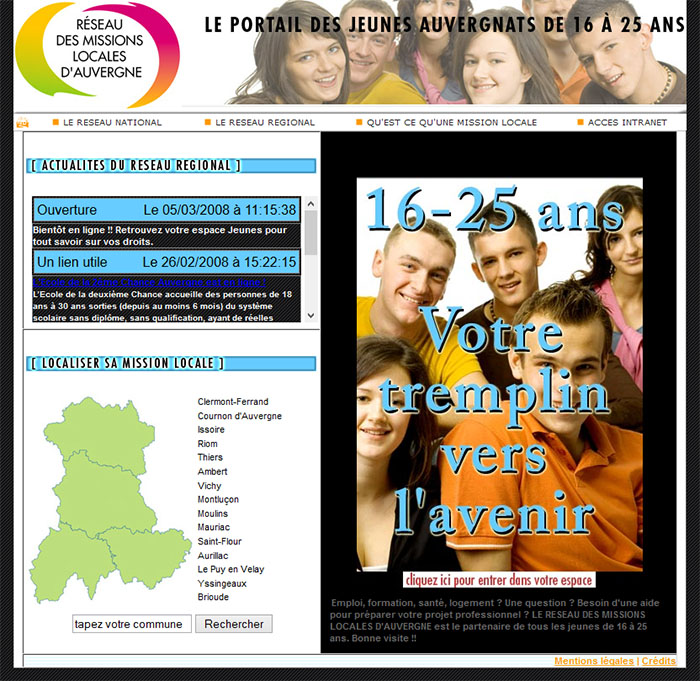 RÉSEAU
DES MISSIONS
LOCALES
D'AUVERGNE
LE PORTAIL DES JEUNES AUVERGNATS DE 16 À 25 ANS
LE RESEAU NATIONAL
LE RESEAU REGIONAL
QU'EST CE QU'UNE MISSION LOCALE
ACCES INTRANET
[ ACTUALITES DU RESEAU REGIONAL ]
Ouverture Le 05/03/2008 à 11:15:38
Bientôt en ligne !! Retrouvez votre espace Jeunes pour
tout savoir sur vos droits.
Un lien utile Le 26/02/2008 à 15:22:15
L'Ecole de la 2ème Chance Auvergne est en ligne !
L'Ecole de la deuxième Chance accueille des personnes de 18
ans à 30 ans sorties (depuis au moins 6 mois) du système
scolaire sans diplôme, sans qualification, ayant de réelles
[ LOCALISER SA MISSION LOCALE ]
Clermont-Ferrand
Cournon d'Auvergne
Issoire
Riom
Thiers
Ambert
Vichy
Montluçon
Moulins
Mauriac
Saint-Flour
Aurillac
Le Puy en Velay
Yssingeaux
Brioude
tapez votre commune
Rechercher
16-25 ans
Votre
tremplin
vers
l'avenir
cliquez ici pour entrer dans votre espace
Emploi, formation, santé, logement ? Une question ? Besoin d'une aide
pour préparer votre projet professionnel ? LE RESEAU DES MISSIONS
LOCALES D'AUVERGNE est le partenaire de tous les jeunes de 16 à 25
ans. Bonne visite !!
Mentions légales | Crédits